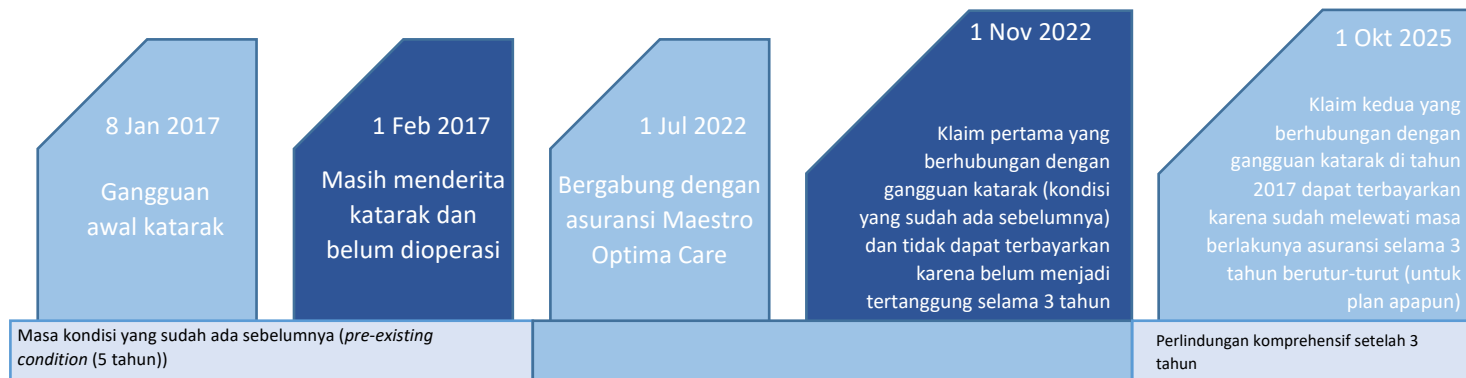 8 Jan 2017
Gangguan
awal katarak
1 Feb 2017
Masih menderita
katarak dan
belum dioperasi
1 Jul 2022
Bergabung dengan
asuransi Maestro
Optima Care
1 Nov 2022
Klaim pertama yang
berhubungan dengan
gangguan katarak (kondisi
yang sudah ada sebelumnya)
dan tidak dapat terbayarkan
karena belum menjadi
tertanggung selama 3 tahun
1 Okt 2025
Klaim kedua yang
berhubungan dengan
gangguan katarak di tahun
2017 dapat terbayarkan
karena sudah melewati masa
berlakunya asuransi selama 3
tahun berutur-turut (untuk
plan apapun)
Masa kondisi yang sudah ada sebelumnya (pre-existing
condition (5 tahun))
Perlindungan komprehensif setelah 3
tahun